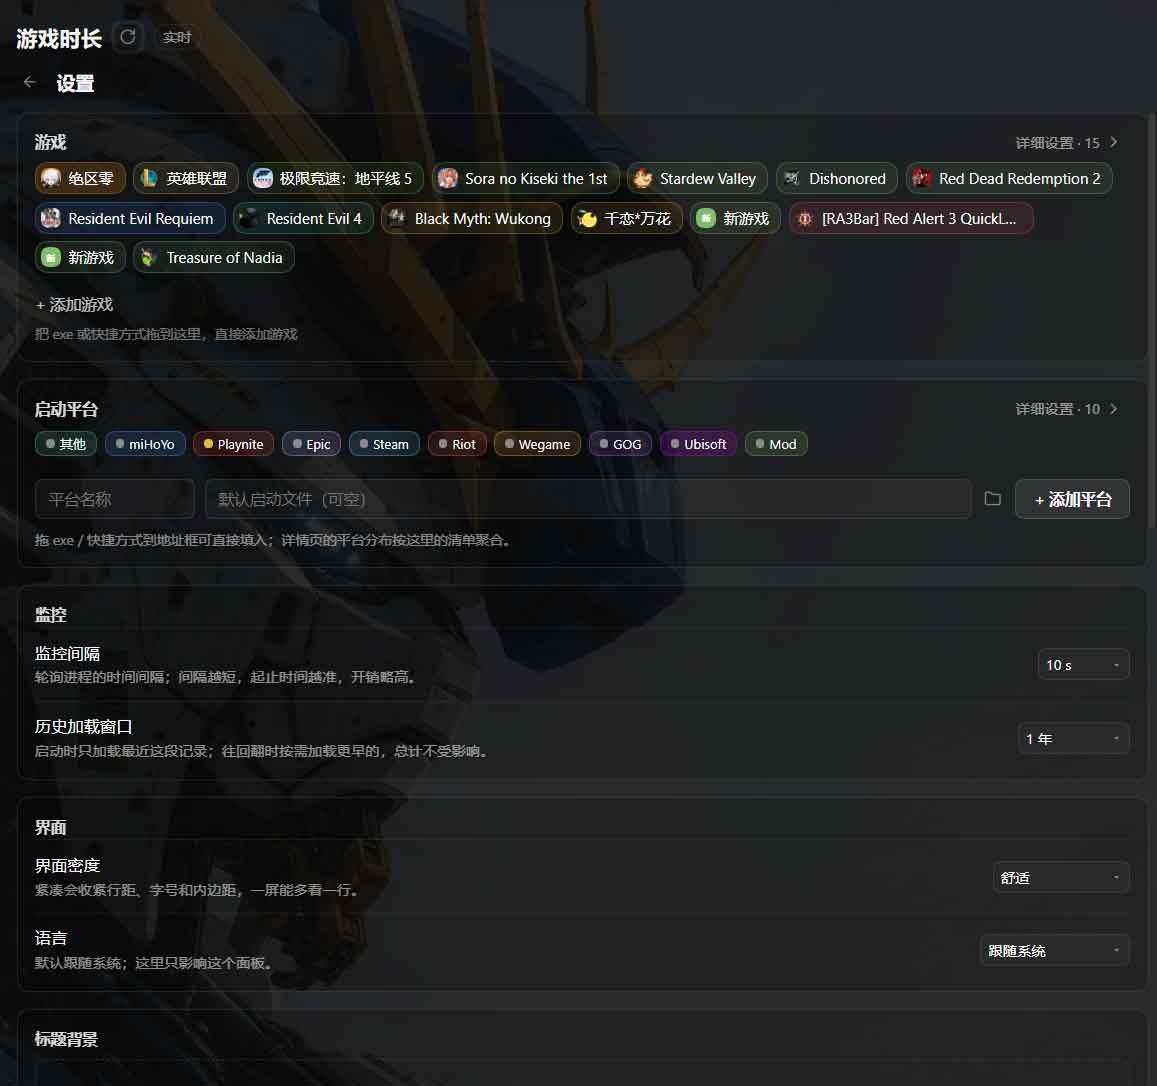 游戏时长 实时
设置
游戏 详细设置 · 15
绝区零 英雄联盟 极限竞速：地平线 5 Sora no Kiseki the 1st Stardew Valley Dishonored Red Dead Redemption 2
Resident Evil Requiem Resident Evil 4 Black Myth: Wukong 千恋*万花 新 新游戏 [RA3Bar] Red Alert 3 QuickL...
新 新游戏 Treasure of Nadia
+ 添加游戏
把 exe 或快捷方式拖到这里，直接添加游戏
启动平台 详细设置 · 10
其他 miHoYo Playnite Epic Steam Riot Wegame GOG Ubisoft Mod
平台名称 默认启动文件（可空） + 添加平台
拖 exe / 快捷方式到地址框可直接填入；详情页的平台分布按这里的清单聚合。
监控
监控间隔 10 s
轮询进程的时间间隔；间隔越短，起止时间越准，开销略高。
历史加载窗口 1 年
启动时只加载最近这段记录；往回翻时按需加载更早的，总计不受影响。
界面
界面密度 舒适
紧凑会收紧行距、字号和内边距，一屏能多看一行。
语言 跟随系统
默认跟随系统；这里只影响这个面板。
标题背景